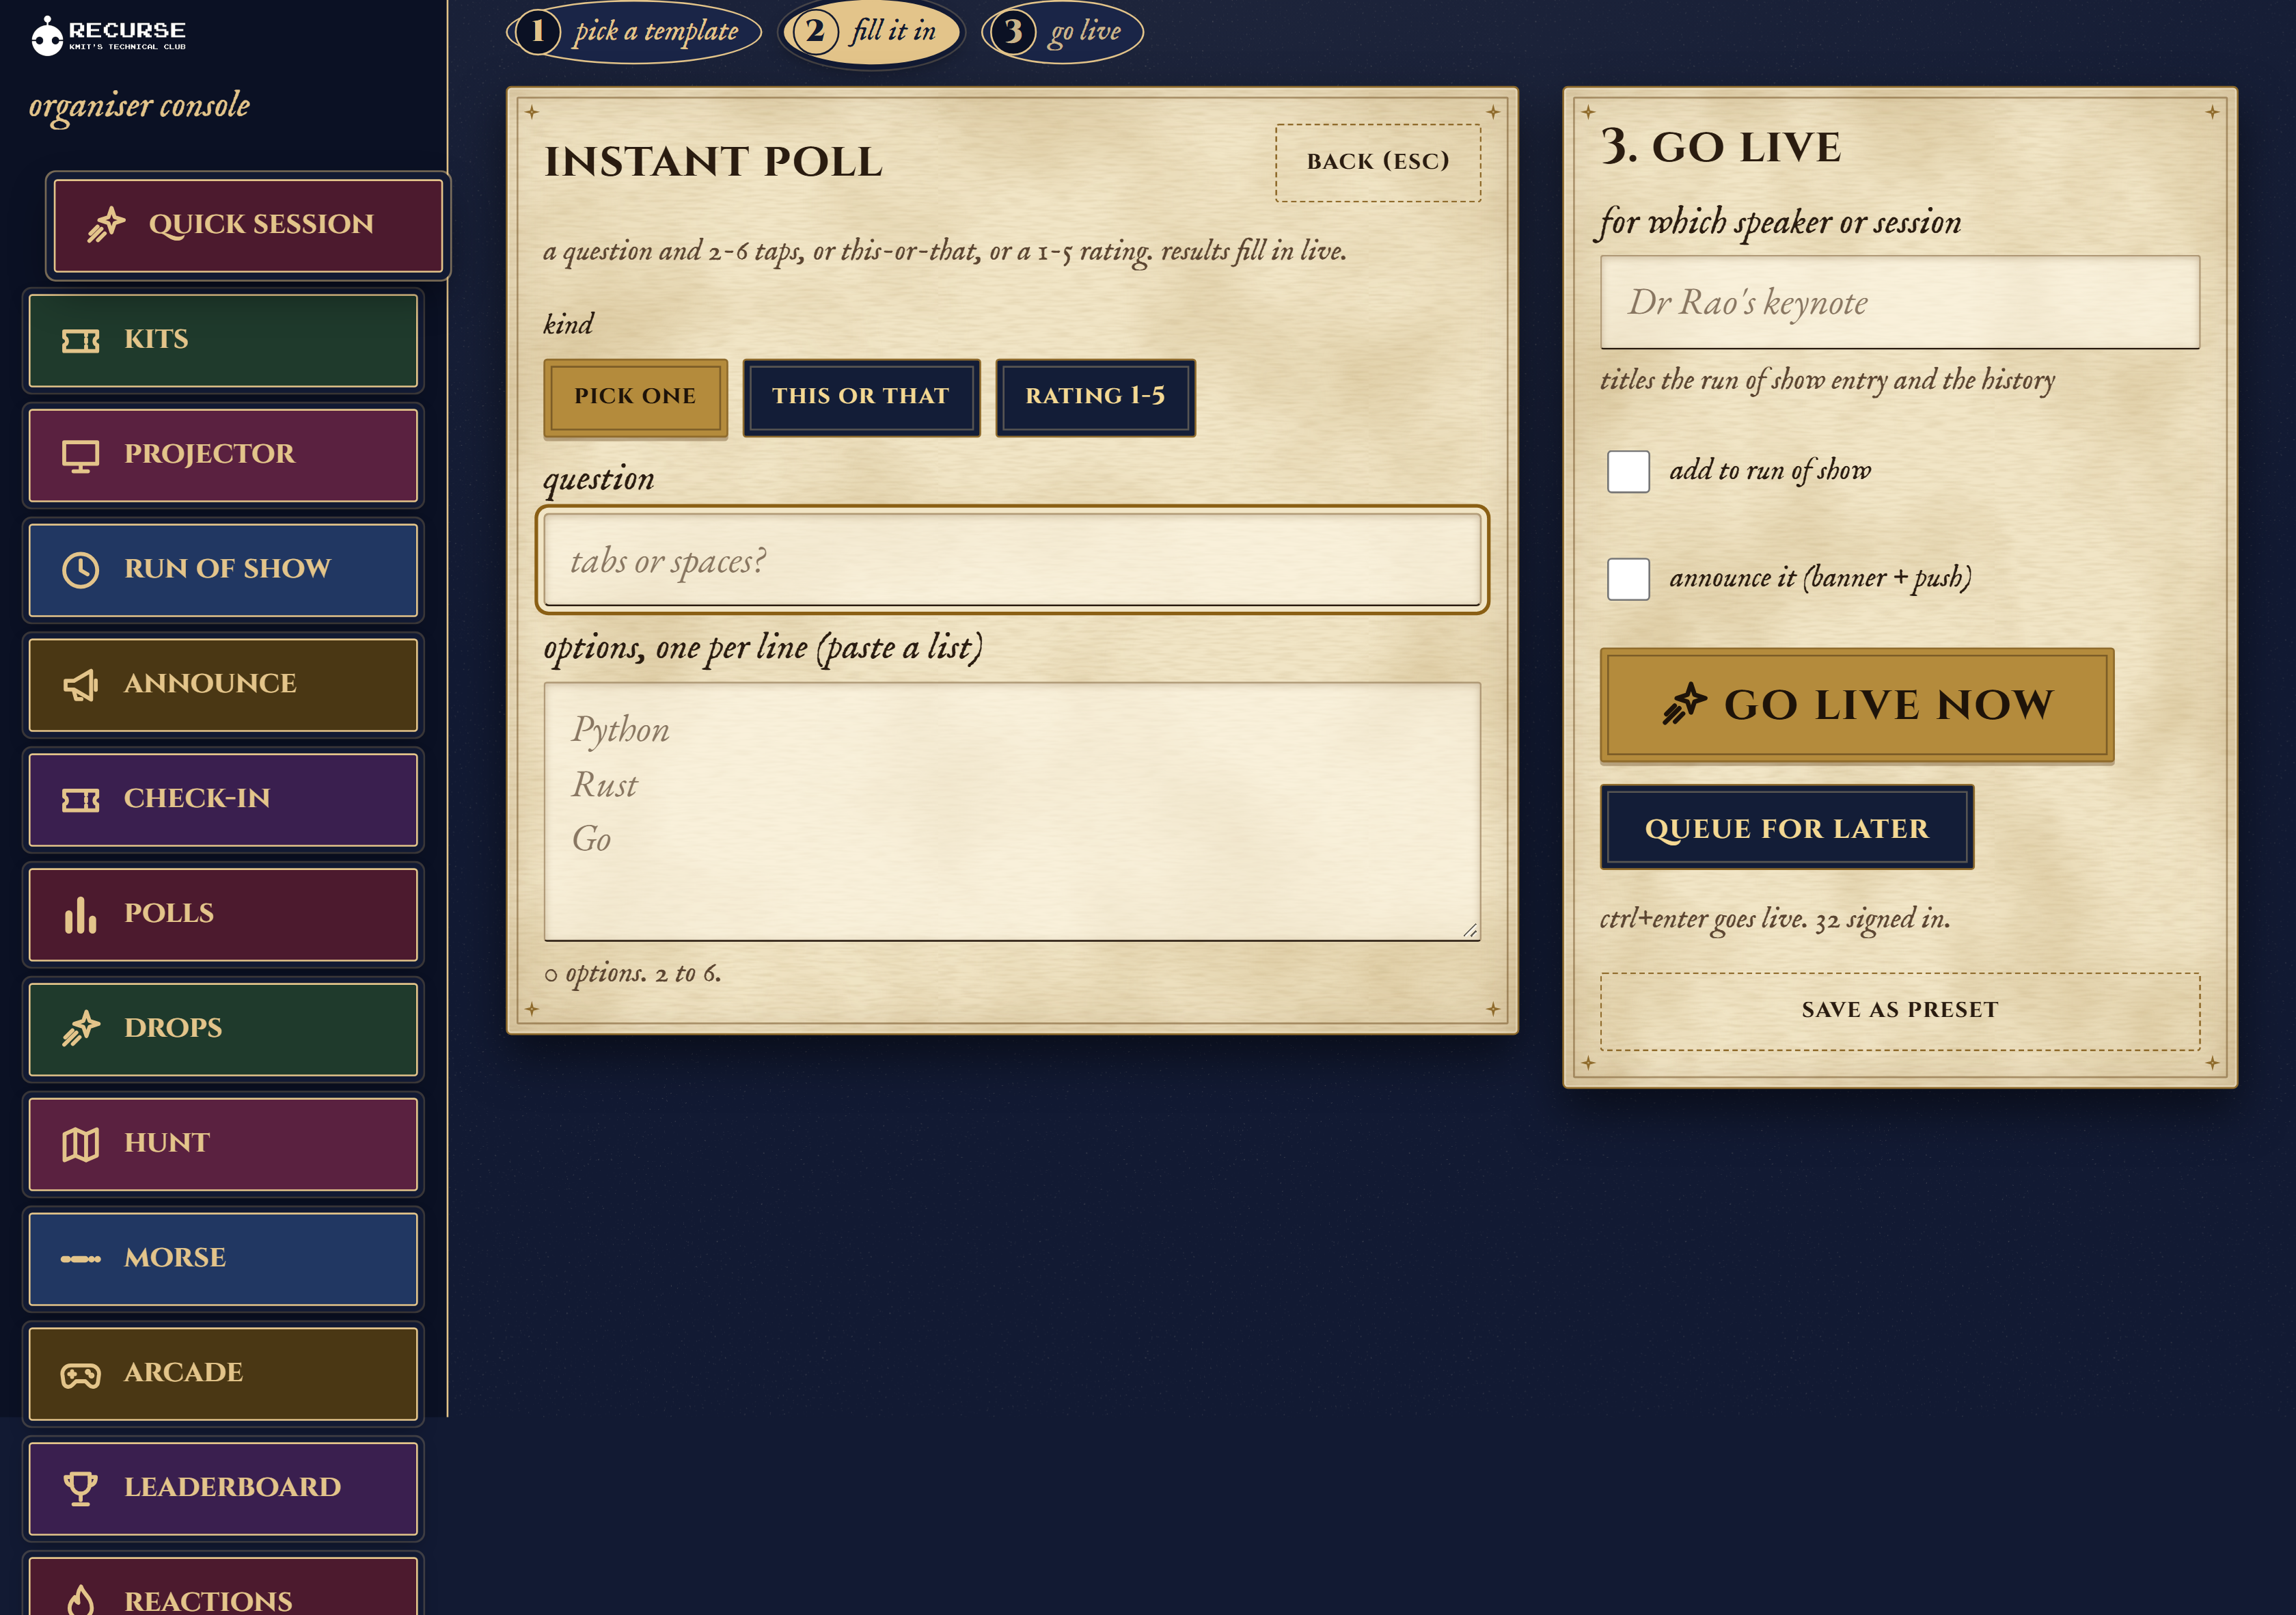 RECURSE
KMIT'S TECHNICAL CLUB
organiser console
QUICK SESSION
KITS
PROJECTOR
RUN OF SHOW
ANNOUNCE
CHECK-IN
POLLS
DROPS
HUNT
MORSE
ARCADE
LEADERBOARD
REACTIONS
1 pick a template
2 fill it in
3 go live
INSTANT POLL
BACK (ESC)
a question and 2-6 taps, or this-or-that, or a 1-5 rating. results fill in live.
kind
PICK ONE
THIS OR THAT
RATING 1-5
question
tabs or spaces?
options, one per line (paste a list)
Python
Rust
Go
0 options. 2 to 6.
3. GO LIVE
for which speaker or session
Dr Rao's keynote
titles the run of show entry and the history
add to run of show
announce it (banner + push)
GO LIVE NOW
QUEUE FOR LATER
ctrl+enter goes live. 32 signed in.
SAVE AS PRESET